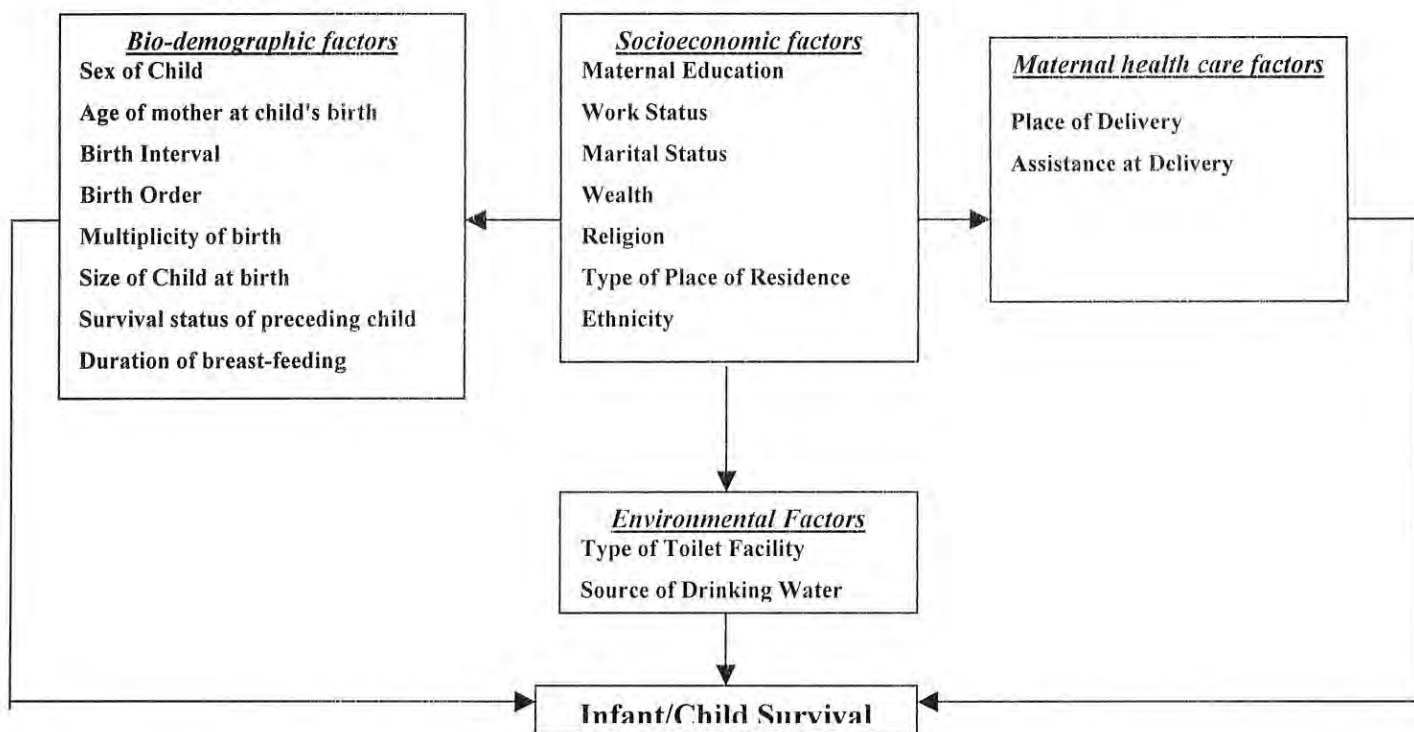 Bio-demographic factors
Sex of Child
Age of mother at child's birth
Birth Interval
Birth Order
Multiplicity of birth
Size of Child at birth
Survival status of preceding child
Duration of breast-feeding
Socioeconomic factors
Maternal Education
Work Status
Marital Status
Wealth
Religion
Type of Place of Residence
Ethnicity
Maternal health care factors
Place of Delivery
Assistance at Delivery
Environmental Factors
Type of Toilet Facility
Source of Drinking Water
Infant/Child Survival